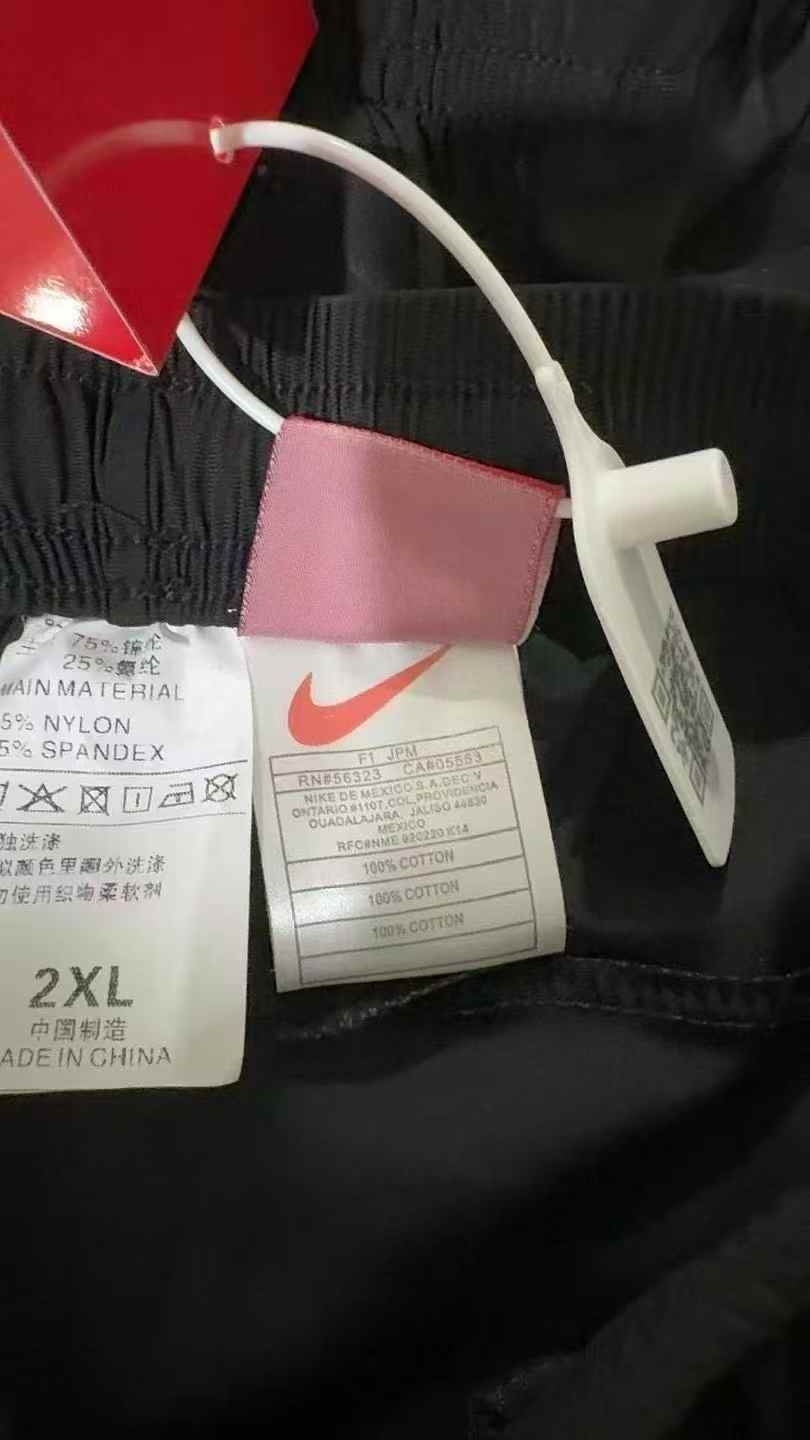 75%锦纶
25%氨纶
MAIN MATERIAL
5% NYLON
5% SPANDEX
独洗涤
似颜色里翻外洗涤
勿使用织物柔软剂
2XL
中国制造
ADE IN CHINA
F1 JPM
RN#56323 CA#05553
NIKE DE MEXICO S.A.DEC.V
ONTARIO #1107,COL,PROVIDENCIA
OUADALAJARA. JALISO 44630
MEXICO
RFC#NME 920220 K14
100% COTTON
100% COTTON
100% COTTON